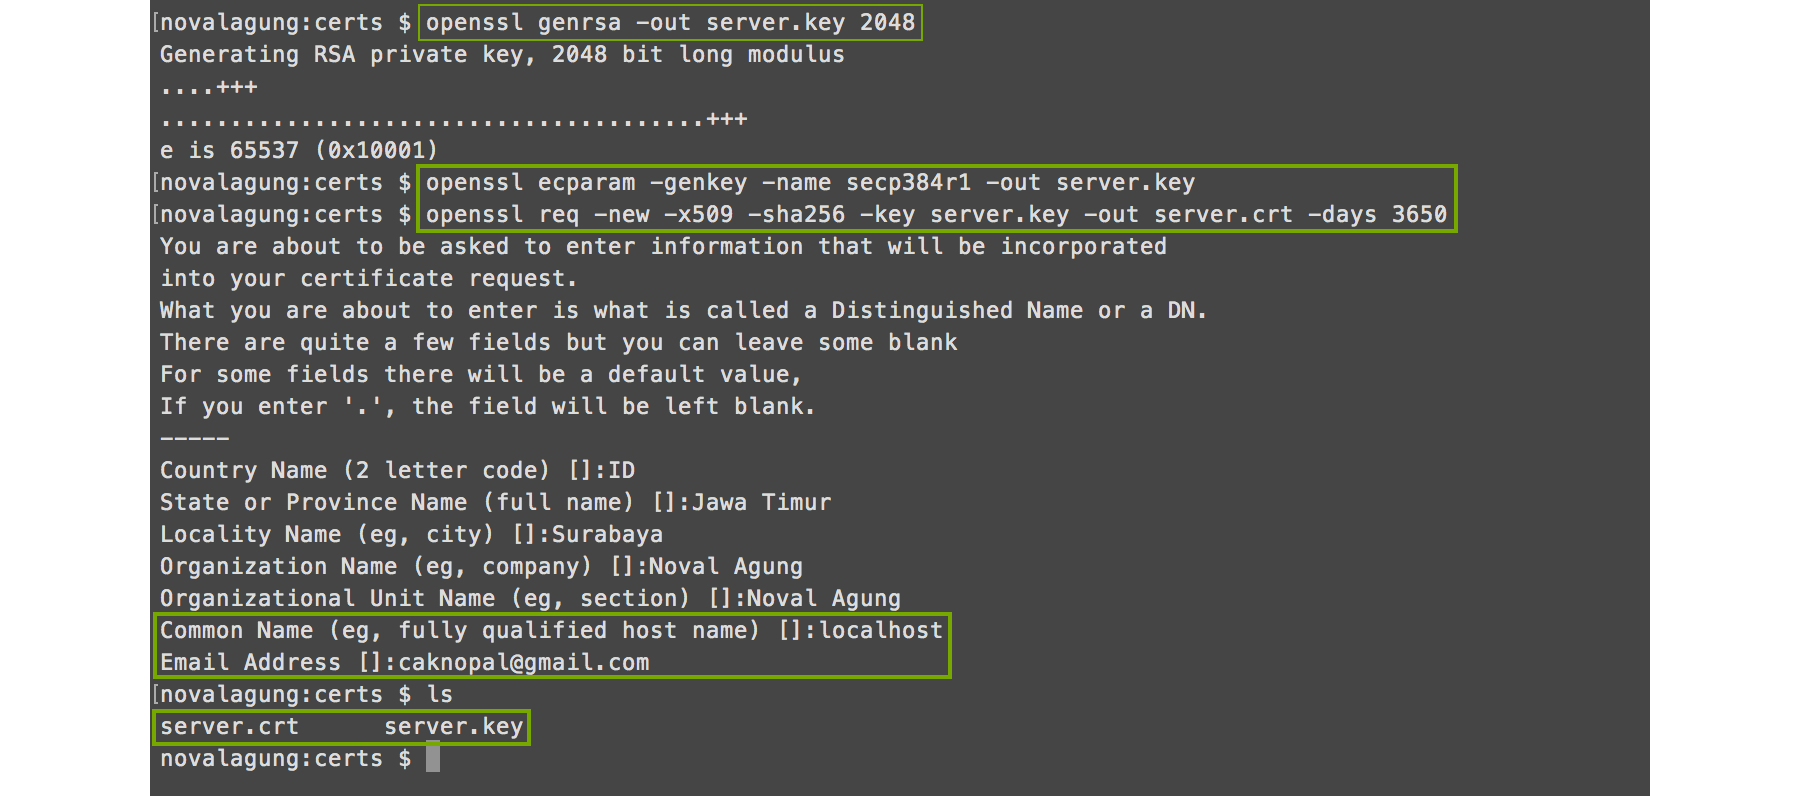 [novalagung:certs $ openssl genrsa -out server.key 2048
Generating RSA private key, 2048 bit long modulus
....+++
.......................................+++
e is 65537 (0x10001)
[novalagung:certs $ openssl ecparam -genkey -name secp384r1 -out server.key
[novalagung:certs $ openssl req -new -x509 -sha256 -key server.key -out server.crt -days 3650
You are about to be asked to enter information that will be incorporated
into your certificate request.
What you are about to enter is what is called a Distinguished Name or a DN.
There are quite a few fields but you can leave some blank
For some fields there will be a default value,
If you enter '.', the field will be left blank.
-----
Country Name (2 letter code) []:ID
State or Province Name (full name) []:Jawa Timur
Locality Name (eg, city) []:Surabaya
Organization Name (eg, company) []:Noval Agung
Organizational Unit Name (eg, section) []:Noval Agung
Common Name (eg, fully qualified host name) []:localhost
Email Address []:caknopal@gmail.com
[novalagung:certs $ ls
server.crt      server.key
novalagung:certs $